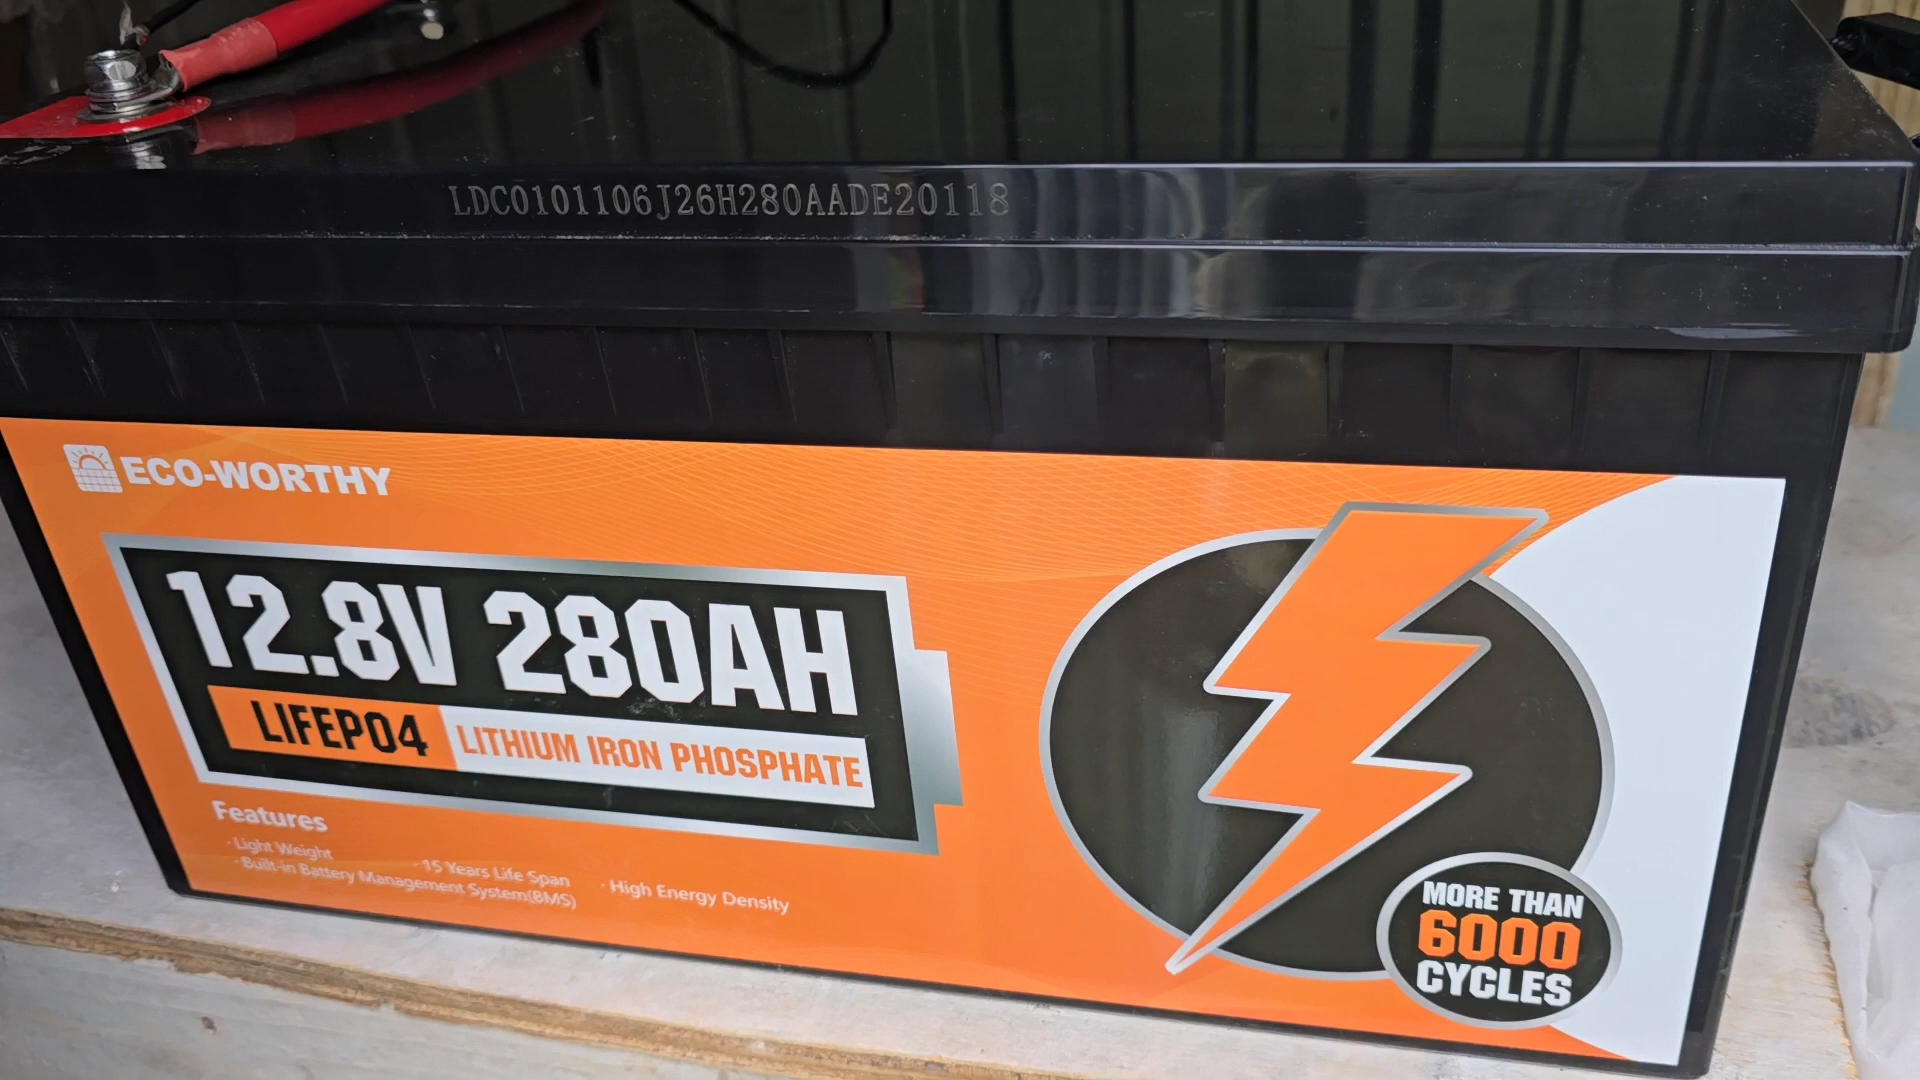 LDC0101106J26H280AADE20118
ECO-WORTHY
12.8V 280AH
LIFEPO4 LITHIUM IRON PHOSPHATE
Features
· Light Weight
· 15 Years Life Span
· Built-in Battery Management System(BMS)
· High Energy Density
MORE THAN
6000
CYCLES